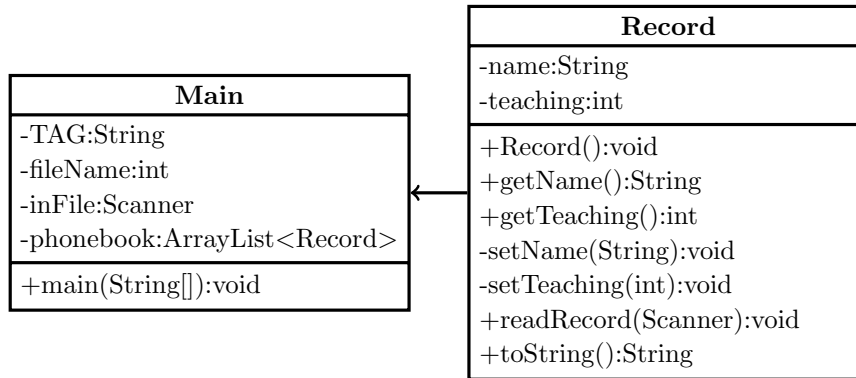 Main
-TAG:String
-fileName:int
-inFile:Scanner
-phonebook:ArrayList<Record>
+main(String[]):void
Record
-name:String
-teaching:int
+Record():void
+getName():String
+getTeaching():int
-setName(String):void
-setTeaching(int):void
+readRecord(Scanner):void
+toString():String